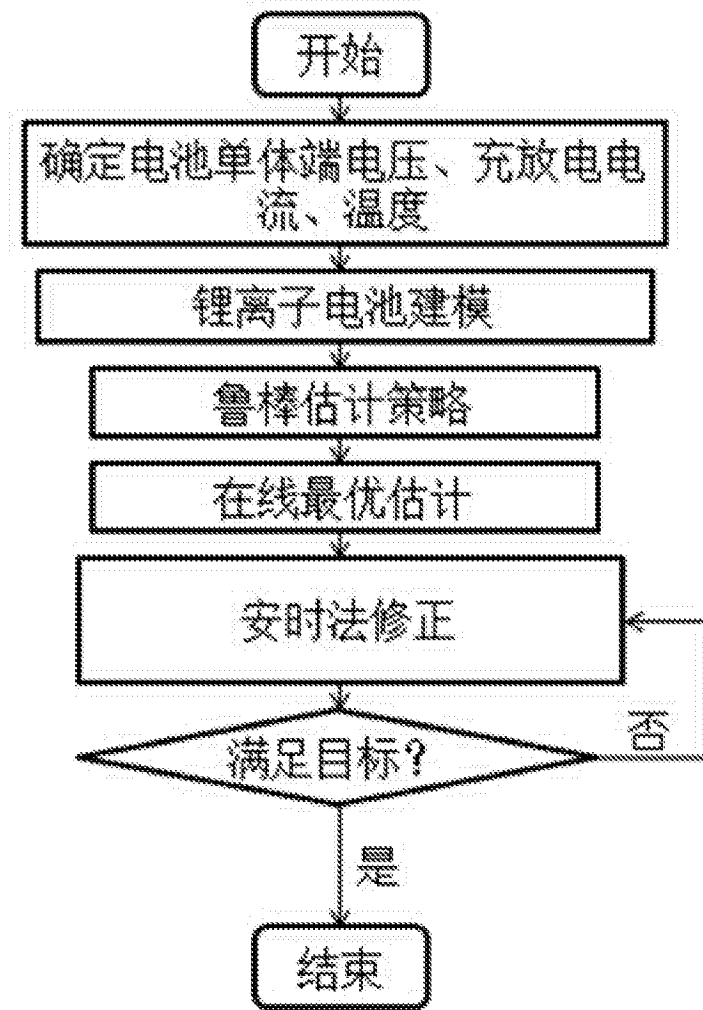 开始
确定电池单体端电压、充放电电
流、温度
锂离子电池建模
鲁棒估计策略
在线最优估计
安时法修正
满足目标?
否
是
结束